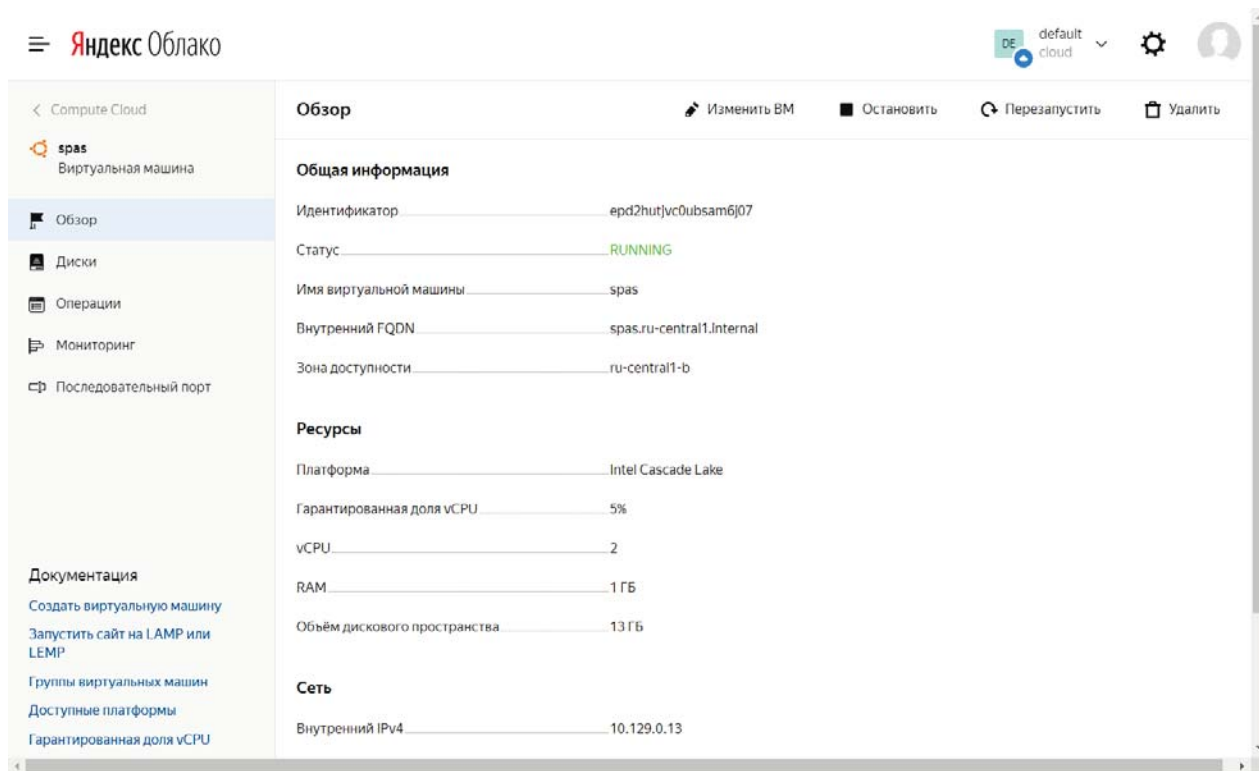 Яндекс Облако
DE
default
cloud
Compute Cloud
spas
Виртуальная машина
Обзор
Диски
Операции
Мониторинг
Последовательный порт
Документация
Создать виртуальную машину
Запустить сайт на LAMP или
LEMP
Группы виртуальных машин
Доступные платформы
Гарантированная доля vCPU
Обзор
Изменить ВМ
Остановить
Перезапустить
Удалить
Общая информация
Идентификатор epd2hutjvc0ubsam6j07
Статус RUNNING
Имя виртуальной машины spas
Внутренний FQDN spas.ru-central1.internal
Зона доступности ru-central1-b
Ресурсы
Платформа Intel Cascade Lake
Гарантированная доля vCPU 5%
vCPU 2
RAM 1 ГБ
Объём дискового пространства 13 ГБ
Сеть
Внутренний IPv4 10.129.0.13